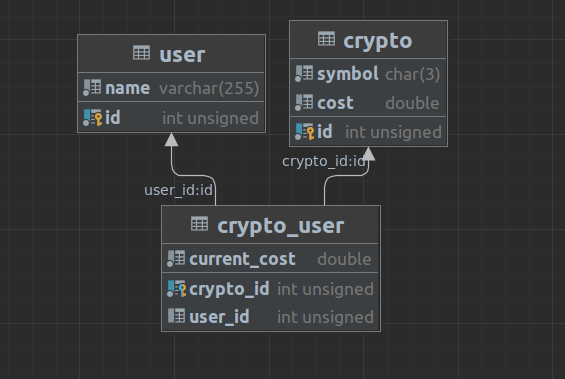 user
name varchar(255)
id int unsigned
crypto
symbol char(3)
cost double
id int unsigned
user_id:id
crypto_id:id
crypto_user
current_cost double
crypto_id int unsigned
user_id int unsigned